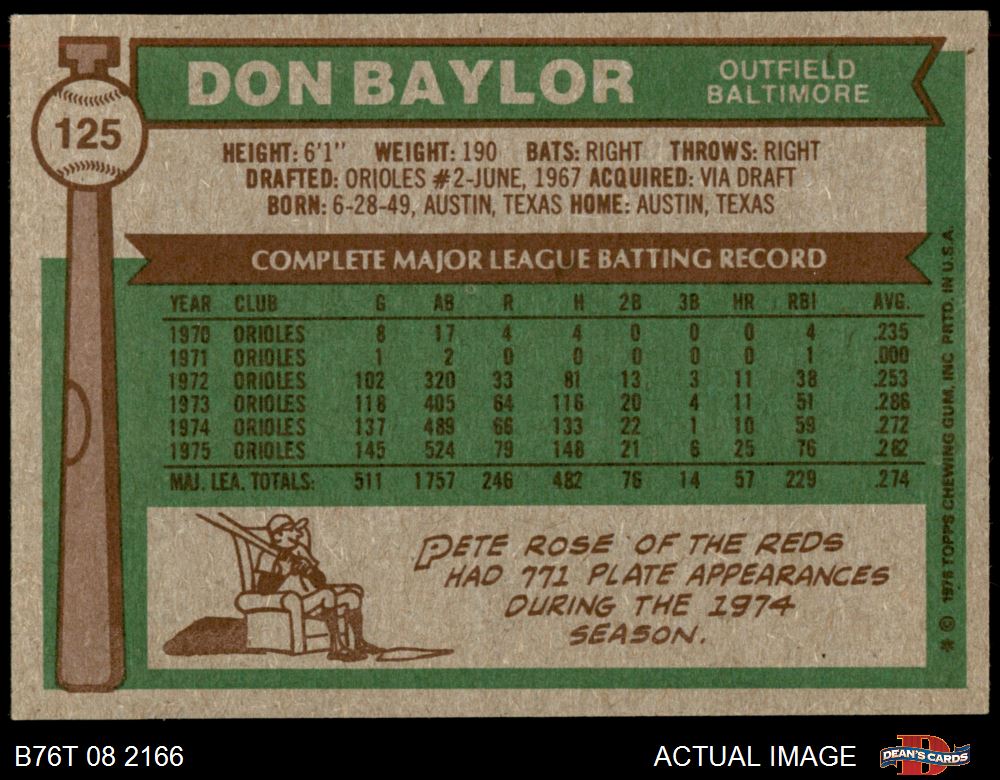 125
DON BAYLOR
OUTFIELD
BALTIMORE
HEIGHT: 6'1" WEIGHT: 190 BATS: RIGHT THROWS: RIGHT
DRAFTED: ORIOLES #2-JUNE, 1967 ACQUIRED: VIA DRAFT
BORN: 6-28-49, AUSTIN, TEXAS HOME: AUSTIN, TEXAS
COMPLETE MAJOR LEAGUE BATTING RECORD
YEAR CLUB G AB R H 2B 3B HR RBI AVG.
1970 ORIOLES 8 17 4 4 0 0 0 4 .235
1971 ORIOLES 1 2 0 0 0 0 0 1 .000
1972 ORIOLES 102 320 33 81 13 3 11 38 .253
1973 ORIOLES 118 405 64 116 20 4 11 51 .286
1974 ORIOLES 137 489 66 133 22 1 10 59 .272
1975 ORIOLES 145 524 79 148 21 6 25 76 .282
MAJ. LEA. TOTALS: 511 1757 246 482 76 14 57 229 .274
PETE ROSE OF THE REDS
HAD 771 PLATE APPEARANCES
DURING THE 1974
SEASON.
* © 1976 TOPPS CHEWING GUM, INC PRTD. IN U.S.A.
B76T 08 2166
ACTUAL IMAGE
DEAN'S CARDS